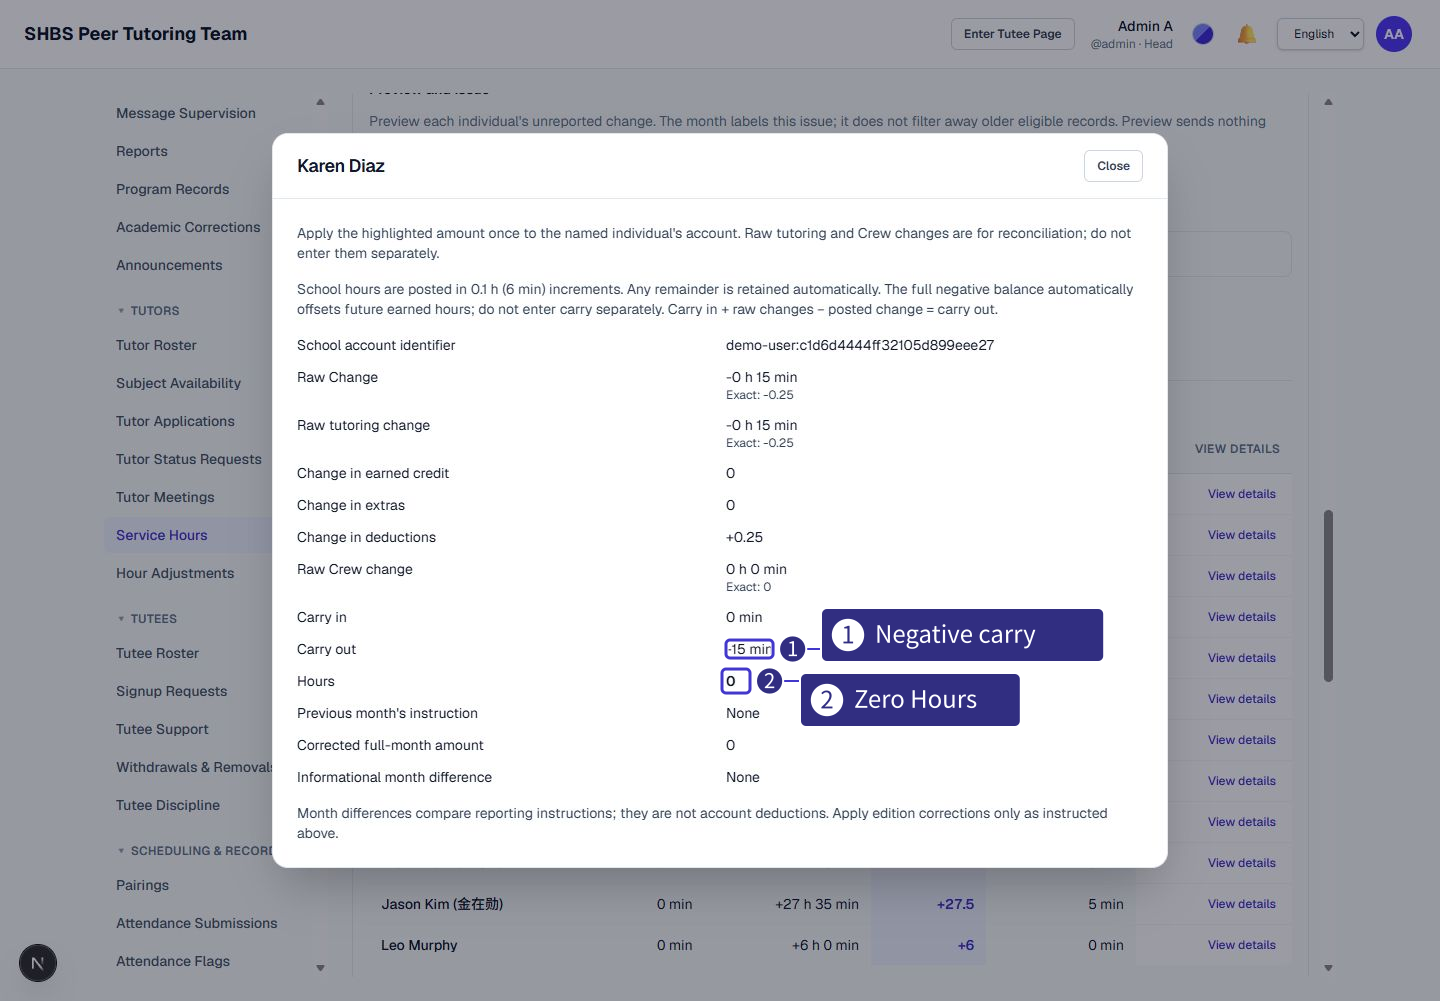 SHBS Peer Tutoring Team
Enter Tutee Page
Admin A
@admin · Head
English
AA
Message Supervision
Reports
Program Records
Academic Corrections
Announcements
TUTORS
Tutor Roster
Subject Availability
Tutor Applications
Tutor Status Requests
Tutor Meetings
Service Hours
Hour Adjustments
TUTEES
Tutee Roster
Signup Requests
Tutee Support
Withdrawals & Removals
Tutee Discipline
SCHEDULING & RECORD
Pairings
Attendance Submissions
Attendance Flags
N
Preview each individual's unreported change. The month labels this issue; it does not filter away older eligible records. Preview sends nothing
Karen Diaz
Close
Apply the highlighted amount once to the named individual's account. Raw tutoring and Crew changes are for reconciliation; do not
enter them separately.
School hours are posted in 0.1 h (6 min) increments. Any remainder is retained automatically. The full negative balance automatically
offsets future earned hours; do not enter carry separately. Carry in + raw changes − posted change = carry out.
School account identifier demo-user:c1d6d4444ff32105d899eee27
Raw Change -0 h 15 min
Exact: -0.25
Raw tutoring change -0 h 15 min
Exact: -0.25
Change in earned credit 0
Change in extras 0
Change in deductions +0.25
Raw Crew change 0 h 0 min
Exact: 0
Carry in 0 min
Carry out -15 min 1
1 Negative carry
Hours 0 2
2 Zero Hours
Previous month's instruction None
Corrected full-month amount 0
Informational month difference None
Month differences compare reporting instructions; they are not account deductions. Apply edition corrections only as instructed
above.
VIEW DETAILS
View details
View details
View details
View details
View details
View details
View details
View details
View details
View details
Jason Kim (金在勋) 0 min +27 h 35 min +27.5 5 min View details
Leo Murphy 0 min +6 h 0 min +6 0 min View details